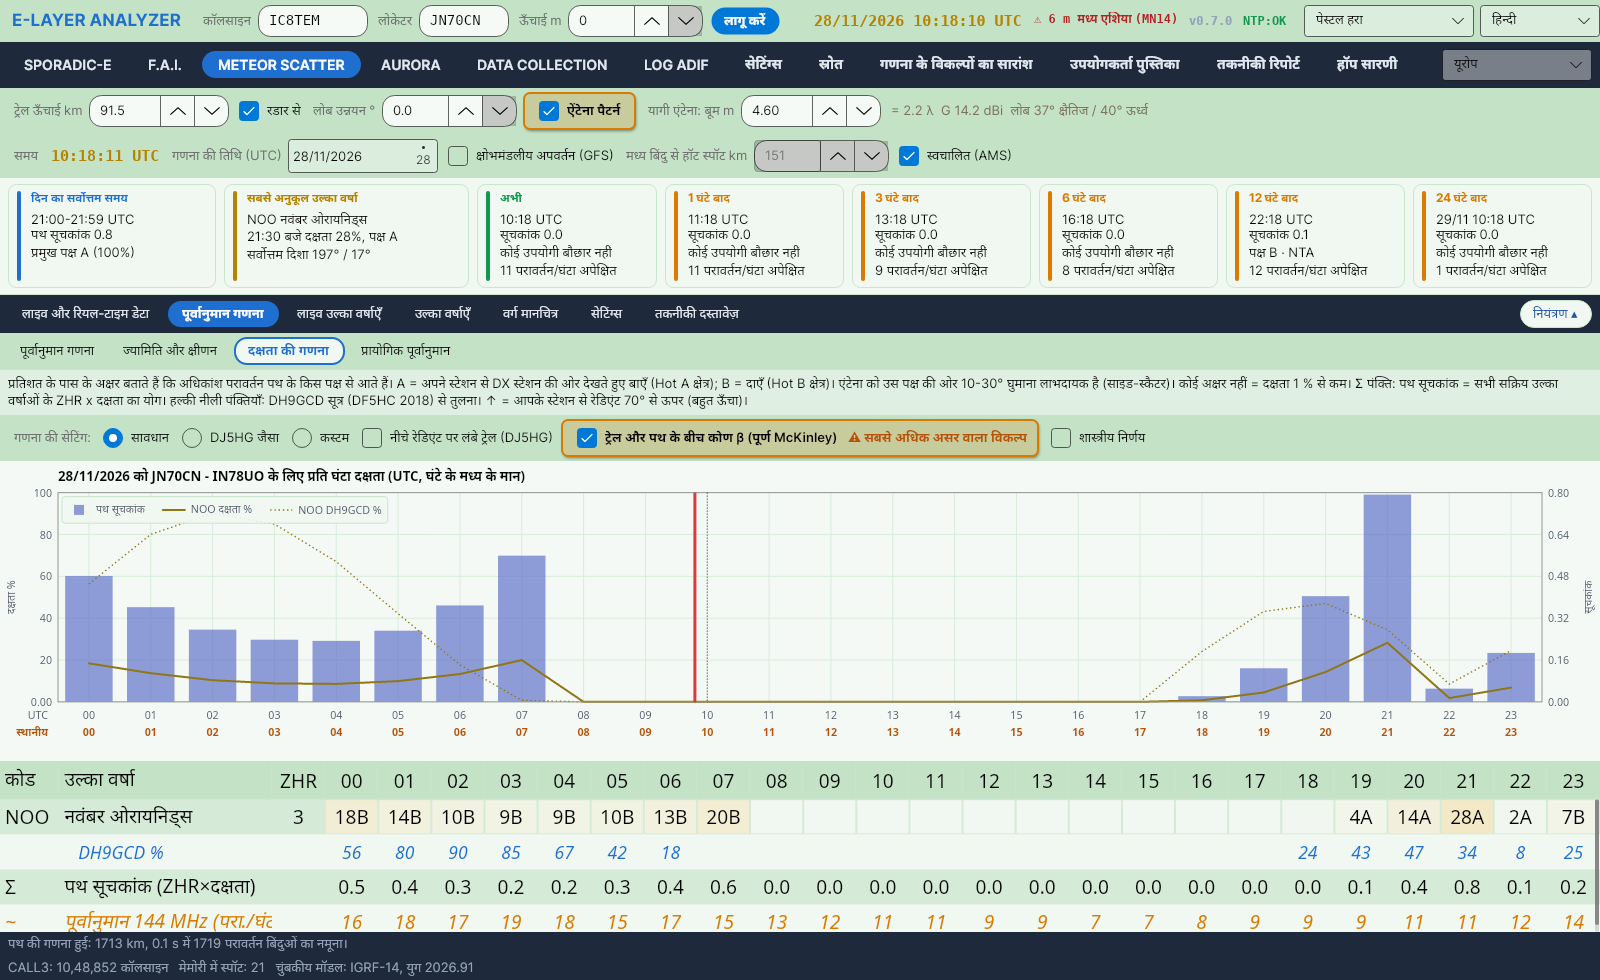 E-LAYER ANALYZER कॉलसाइन IC8TEM लोकेटर JN70CN ऊँचाई m 0 लागू करें 28/11/2026 10:18:10 UTC ⚠ 6 m मध्य एशिया (MN14) v0.7.0 NTP:OK पेस्टल हरा हिन्दी
SPORADIC-E F.A.I. METEOR SCATTER AURORA DATA COLLECTION LOG ADIF सेटिंग्स स्रोत गणना के विकल्पों का सारांश उपयोगकर्ता पुस्तिका तकनीकी रिपोर्ट हॉप सारणी यूरोप
ट्रेल ऊँचाई km 91.5 रडार से लोब उन्नयन ° 0.0 ऐंटेना पैटर्न यागी एंटेना: बूम m 4.60 = 2.2 λ G 14.2 dBi लोब 37° क्षैतिज / 40° ऊर्ध्व
समय 10:18:11 UTC गणना की तिथि (UTC) 28/11/2026 28 क्षोभमंडलीय अपवर्तन (GFS) मध्य बिंदु से हॉट स्पॉट km 151 स्वचालित (AMS)
दिन का सर्वोत्तम समय
21:00-21:59 UTC
पथ सूचकांक 0.8
प्रमुख पक्ष A (100%)
सबसे अनुकूल उल्का वर्षा
NOO नवंबर ओरायनिड्स
21:30 बजे दक्षता 28%, पक्ष A
सर्वोत्तम दिशा 197° / 17°
अभी
10:18 UTC
सूचकांक 0.0
कोई उपयोगी बौछार नहीं
11 परावर्तन/घंटा अपेक्षित
1 घंटे बाद
11:18 UTC
सूचकांक 0.0
कोई उपयोगी बौछार नहीं
11 परावर्तन/घंटा अपेक्षित
3 घंटे बाद
13:18 UTC
सूचकांक 0.0
कोई उपयोगी बौछार नहीं
9 परावर्तन/घंटा अपेक्षित
6 घंटे बाद
16:18 UTC
सूचकांक 0.0
कोई उपयोगी बौछार नहीं
8 परावर्तन/घंटा अपेक्षित
12 घंटे बाद
22:18 UTC
सूचकांक 0.1
पक्ष B · NTA
12 परावर्तन/घंटा अपेक्षित
24 घंटे बाद
29/11 10:18 UTC
सूचकांक 0.0
कोई उपयोगी बौछार नहीं
1 परावर्तन/घंटा अपेक्षित
लाइव और रियल-टाइम डेटा पूर्वानुमान गणना लाइव उल्का वर्षाएँ उल्का वर्षाएँ वर्ग मानचित्र सेटिंग्स तकनीकी दस्तावेज़ नियंत्रण ▴
पूर्वानुमान गणना ज्यामिति और क्षीणन दक्षता की गणना प्रायोगिक पूर्वानुमान
प्रतिशत के पास के अक्षर बताते हैं कि अधिकांश परावर्तन पथ के किस पक्ष से आते हैं। A = अपने स्टेशन से DX स्टेशन की ओर देखते हुए बाएँ (Hot A क्षेत्र); B = दाएँ (Hot B क्षेत्र)। एंटेना को उस पक्ष की ओर 10-30° घुमाना लाभदायक है (साइड-स्कैटर)। कोई अक्षर नहीं = दक्षता 1 % से कम। Σ पंक्ति: पथ सूचकांक = सभी सक्रिय उल्का
वर्षाओं के ZHR x दक्षता का योग। हल्की नीली पंक्तियाँ: DH9GCD सूत्र (DF5HC 2018) से तुलना। ↑ = आपके स्टेशन से रेडिएंट 70° से ऊपर (बहुत ऊँचा)।
गणना की सेटिंग: सावधान DJ5HG जैसा कस्टम नीचे रेडिएंट पर लंबे ट्रेल (DJ5HG) ट्रेल और पथ के बीच कोण β (पूर्ण McKinley) ⚠ सबसे अधिक असर वाला विकल्प शास्त्रीय निर्णय
28/11/2026 को JN70CN - IN78UO के लिए प्रति घंटा दक्षता (UTC, घंटे के मध्य के मान)
पथ सूचकांक NOO दक्षता % NOO DH9GCD %
100 0.80
80 0.64
60 0.48
40 0.32
20 0.16
0.00 0.00
दक्षता %
सूचकांक
UTC 00 01 02 03 04 05 06 07 08 09 10 11 12 13 14 15 16 17 18 19 20 21 22 23
स्थानीय 00 01 02 03 04 05 06 07 08 09 10 11 12 13 14 15 16 17 18 19 20 21 22 23
कोड उल्का वर्षा ZHR 00 01 02 03 04 05 06 07 08 09 10 11 12 13 14 15 16 17 18 19 20 21 22 23
NOO नवंबर ओरायनिड्स 3 18B 14B 10B 9B 9B 10B 13B 20B 4A 14A 28A 2A 7B
DH9GCD % 56 80 90 85 67 42 18 24 43 47 34 8 25
Σ पथ सूचकांक (ZHR×दक्षता) 0.5 0.4 0.3 0.2 0.2 0.3 0.4 0.6 0.0 0.0 0.0 0.0 0.0 0.0 0.0 0.0 0.0 0.0 0.0 0.1 0.4 0.8 0.1 0.2
~ पूर्वानुमान 144 MHz (परा./घंट 16 18 17 19 18 15 17 15 13 12 11 11 9 9 7 7 8 9 9 9 11 11 12 14
पथ की गणना हुई: 1713 km, 0.1 s में 1719 परावर्तन बिंदुओं का नमूना।
CALL3: 10,48,852 कॉलसाइन मेमोरी में स्पॉट: 21 चुंबकीय मॉडल: IGRF-14, युग 2026.91